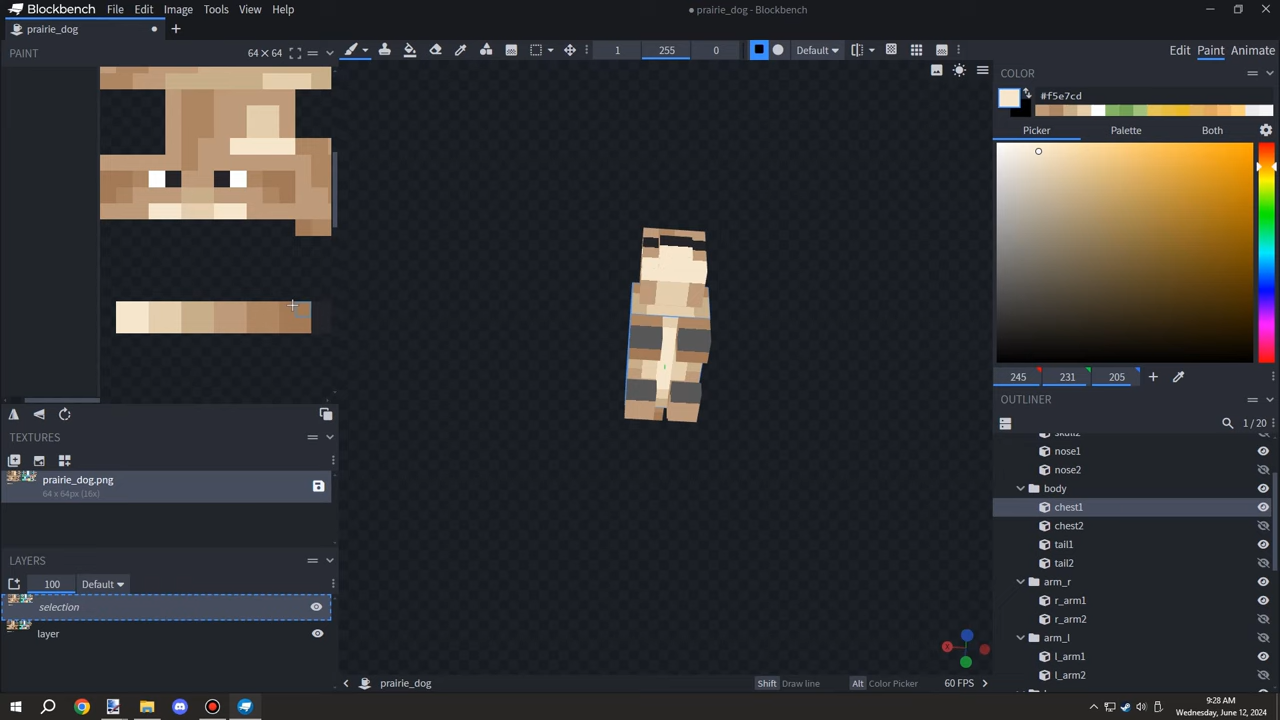 Blockbench File Edit Image Tools View Help
prairie_dog - Blockbench
prairie_dog
PAINT 64 × 64
1 255 0 Default
Edit Paint Animate
COLOR
#f5e7cd
Picker Palette Both
245 231 205
OUTLINER 1 / 20
skull2
nose1
nose2
body
chest1
chest2
tail1
tail2
arm_r
r_arm1
r_arm2
arm_l
l_arm1
l_arm2
TEXTURES
prairie_dog.png
64 x 64px (16x)
LAYERS
100 Default
selection
layer
prairie_dog
Shift Draw line Alt Color Picker 60 FPS
X
9:28 AM
Wednesday, June 12, 2024